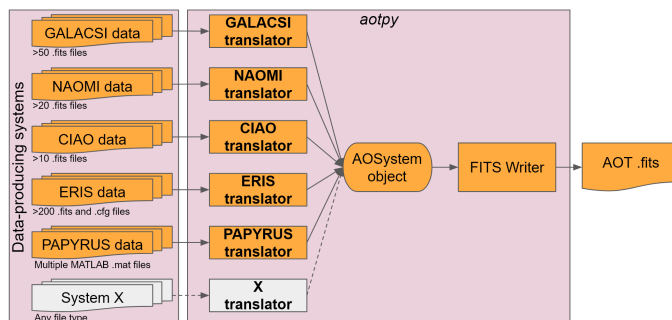 aotpy
Data-producing systems
GALACSI data
>50 .fits files
GALACSI
translator
NAOMI data
>20 .fits files
NAOMI
translator
CIAO data
>10 .fits files
CIAO
translator
ERIS data
>200 .fits and .cfg files
ERIS
translator
PAPYRUS data
Multiple MATLAB .mat files
PAPYRUS
translator
System X
Any file type
X
translator
AOSystem
object
FITS Writer
AOT .fits